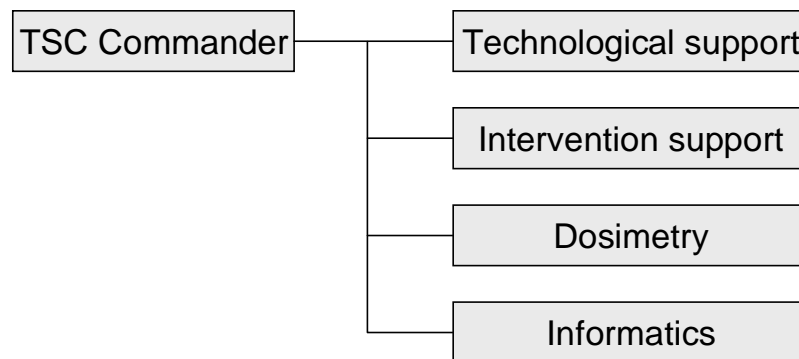 TSC Commander
Technological support
Intervention support
Dosimetry
Informatics